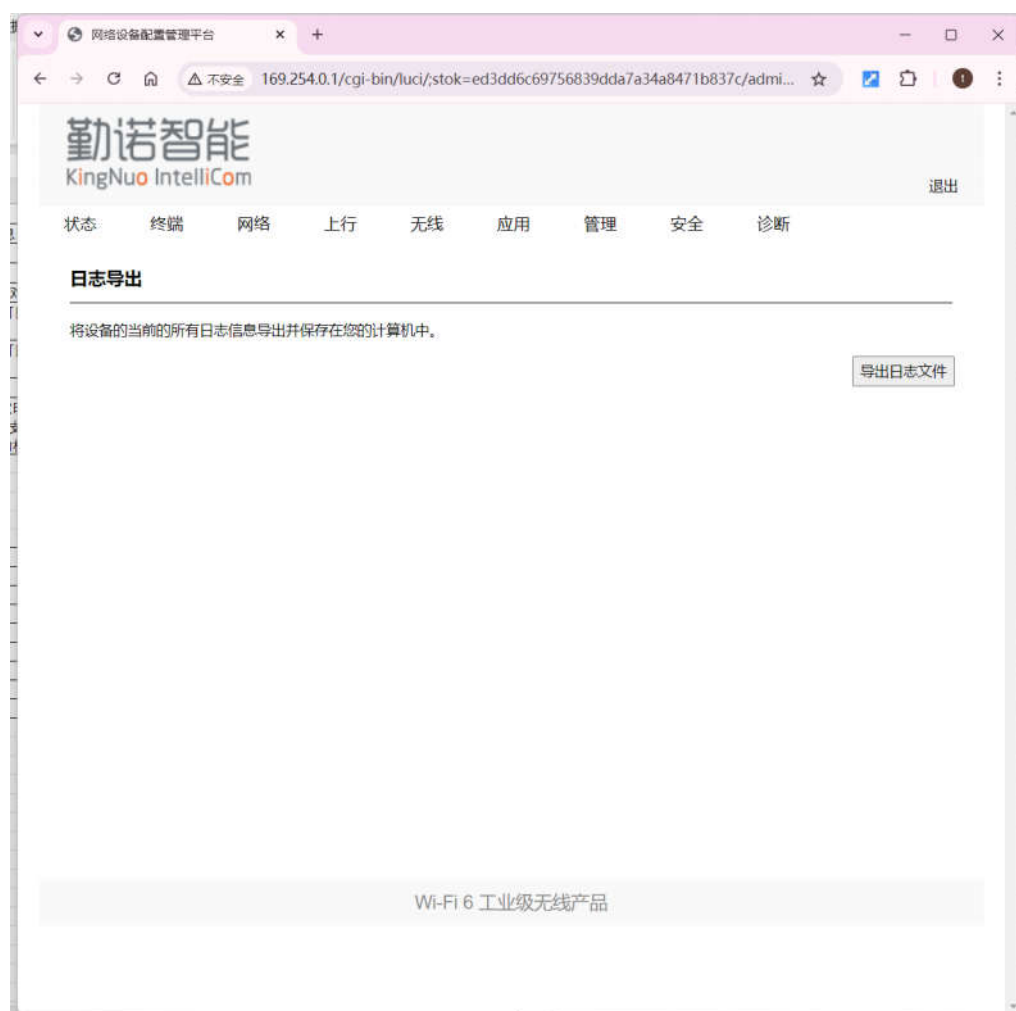 网络设备配置管理平台
不安全 169.254.0.1/cgi-bin/luci/;stok=ed3dd6c69756839dda7a34a8471b837c/admi...
勤诺智能
KingNuo IntelliCom
退出
状态 终端 网络 上行 无线 应用 管理 安全 诊断
日志导出
将设备的当前的所有日志信息导出并保存在您的计算机中。
导出日志文件
Wi-Fi 6 工业级无线产品